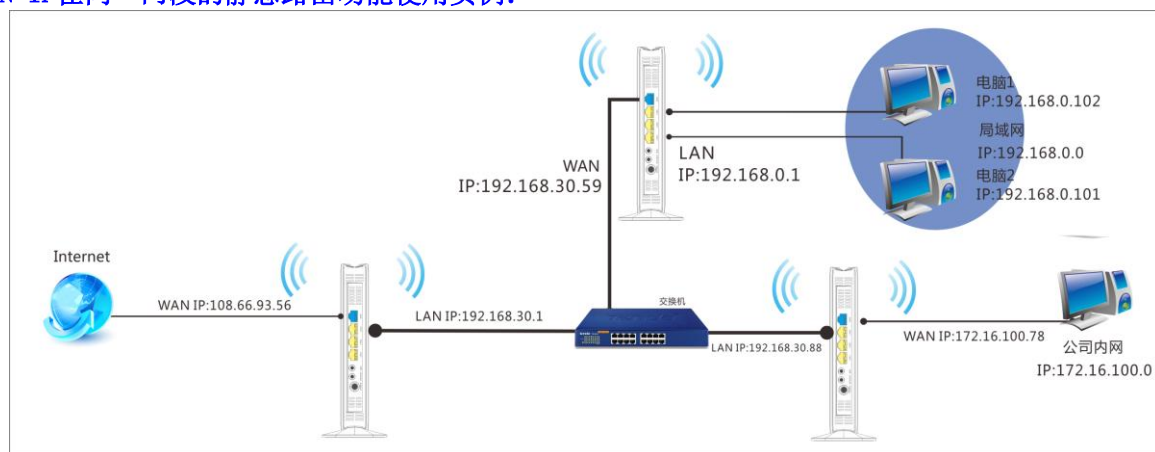 电脑1
IP:192.168.0.102
局域网
IP:192.168.0.0
电脑2
IP:192.168.0.101
LAN
IP:192.168.0.1
WAN
IP:192.168.30.59
Internet
WAN IP:108.66.93.56
LAN IP:192.168.30.1
交换机
LAN IP:192.168.30.88
WAN IP:172.16.100.78
公司内网
IP:172.16.100.0